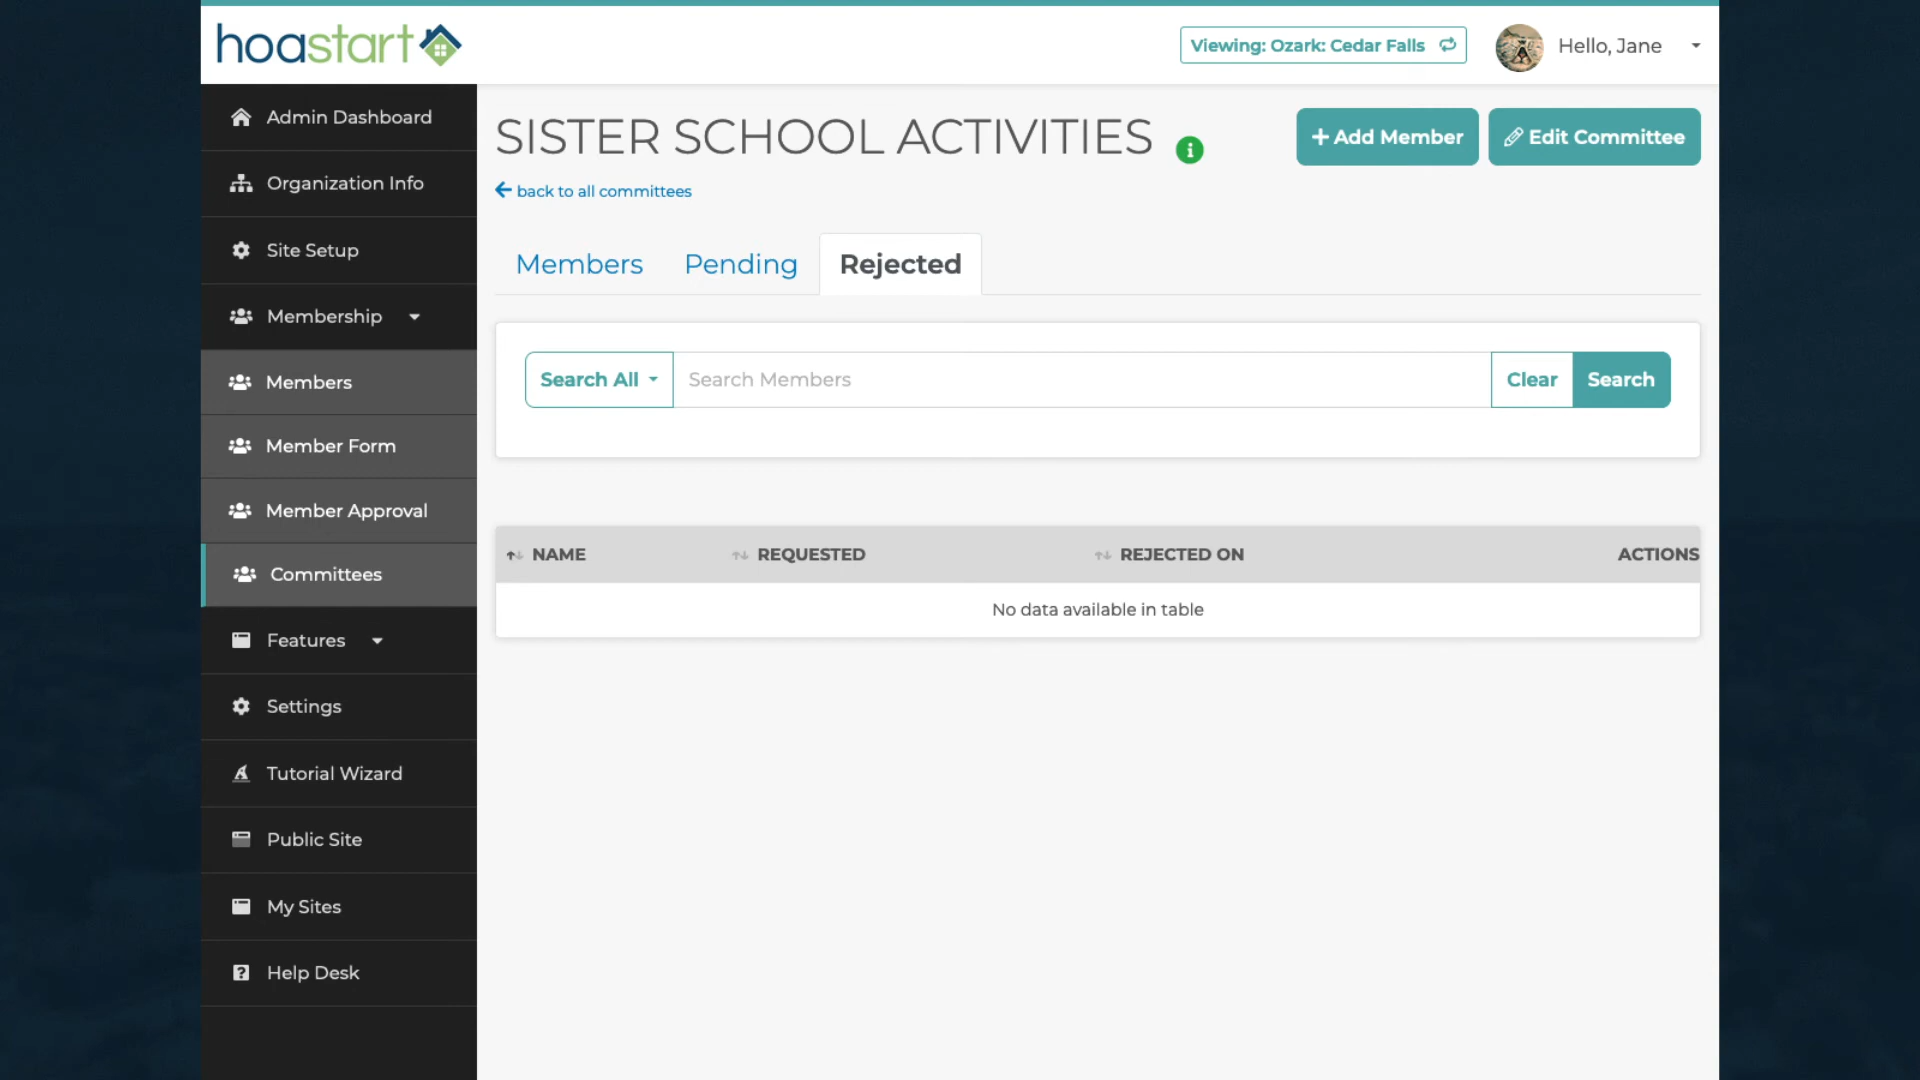 hoastart
Viewing: Ozark: Cedar Falls
Hello, Jane
Admin Dashboard
Organization Info
Site Setup
Membership
Members
Member Form
Member Approval
Committees
Features
Settings
Tutorial Wizard
Public Site
My Sites
Help Desk
SISTER SCHOOL ACTIVITIES
+ Add Member
Edit Committee
back to all committees
Members Pending Rejected
Search All Search Members Clear Search
NAME REQUESTED REJECTED ON ACTIONS
No data available in table